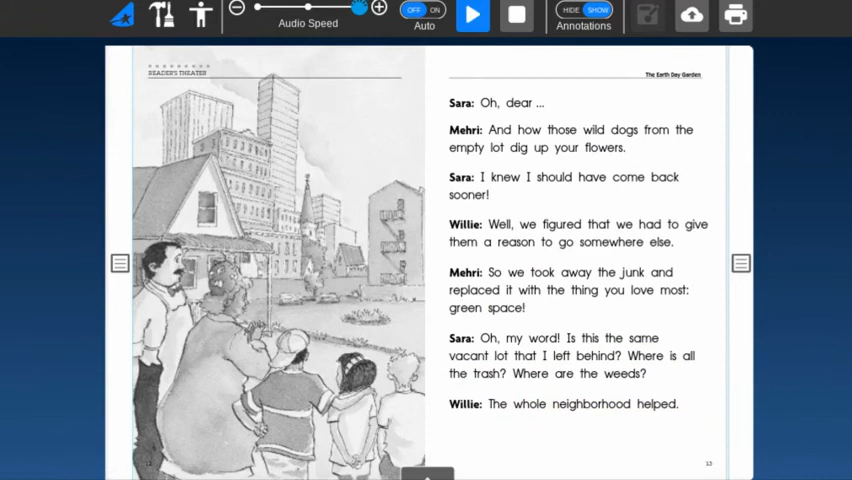 Audio Speed
OFF ON
Auto
HIDE SHOW
Annotations
READER'S THEATER
12
The Earth Day Garden
Sara: Oh, dear ...
Mehri: And how those wild dogs from the
empty lot dig up your flowers.
Sara: I knew I should have come back
sooner!
Willie: Well, we figured that we had to give
them a reason to go somewhere else.
Mehri: So we took away the junk and
replaced it with the thing you love most:
green space!
Sara: Oh, my word! Is this the same
vacant lot that I left behind? Where is all
the trash? Where are the weeds?
Willie: The whole neighborhood helped.
13